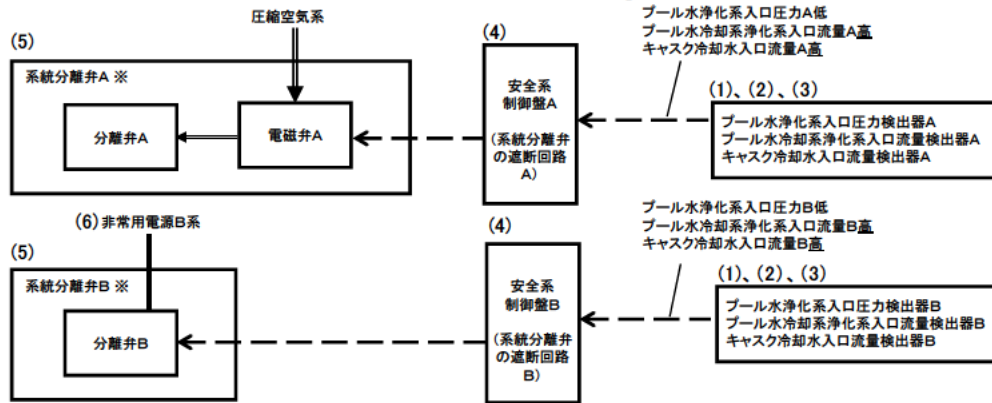 圧縮空気系
(5)
系統分離弁A ※
分離弁A
電磁弁A
(4)
安全系
制御盤A
(系統分離弁
の遮断回路
A)
プール水浄化系入口圧力A低
プール水冷却系浄化系入口流量A高
キャスク冷却水入口流量A高
(1)、(2)、(3)
プール水浄化系入口圧力検出器A
プール水冷却系浄化系入口流量検出器A
キャスク冷却水入口流量検出器A
(6) 非常用電源B系
(5)
系統分離弁B ※
分離弁B
(4)
安全系
制御盤B
(系統分離弁
の遮断回路
B)
プール水浄化系入口圧力B低
プール水冷却系浄化系入口流量B高
キャスク冷却水入口流量B高
(1)、(2)、(3)
プール水浄化系入口圧力検出器B
プール水冷却系浄化系入口流量検出器B
キャスク冷却水入口流量検出器B